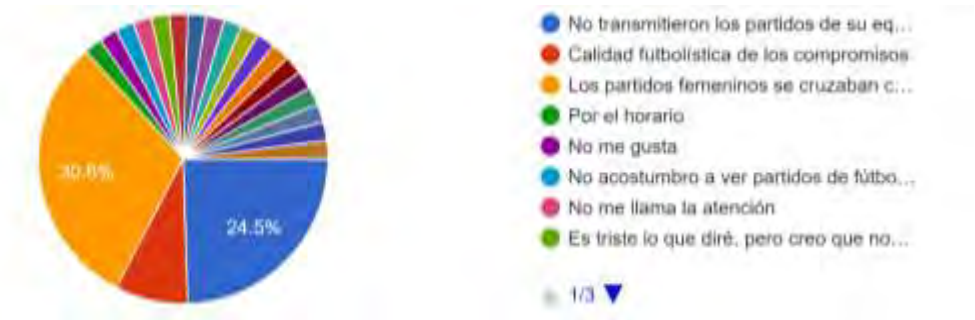 30.6%
24.5%
No transmitieron los partidos de su eq...
Calidad futbolística de los compromisos
Los partidos femeninos se cruzaban c...
Por el horario
No me gusta
No acostumbro a ver partidos de fútbo...
No me llama la atención
Es triste lo que diré, pero creo que no...
1/3